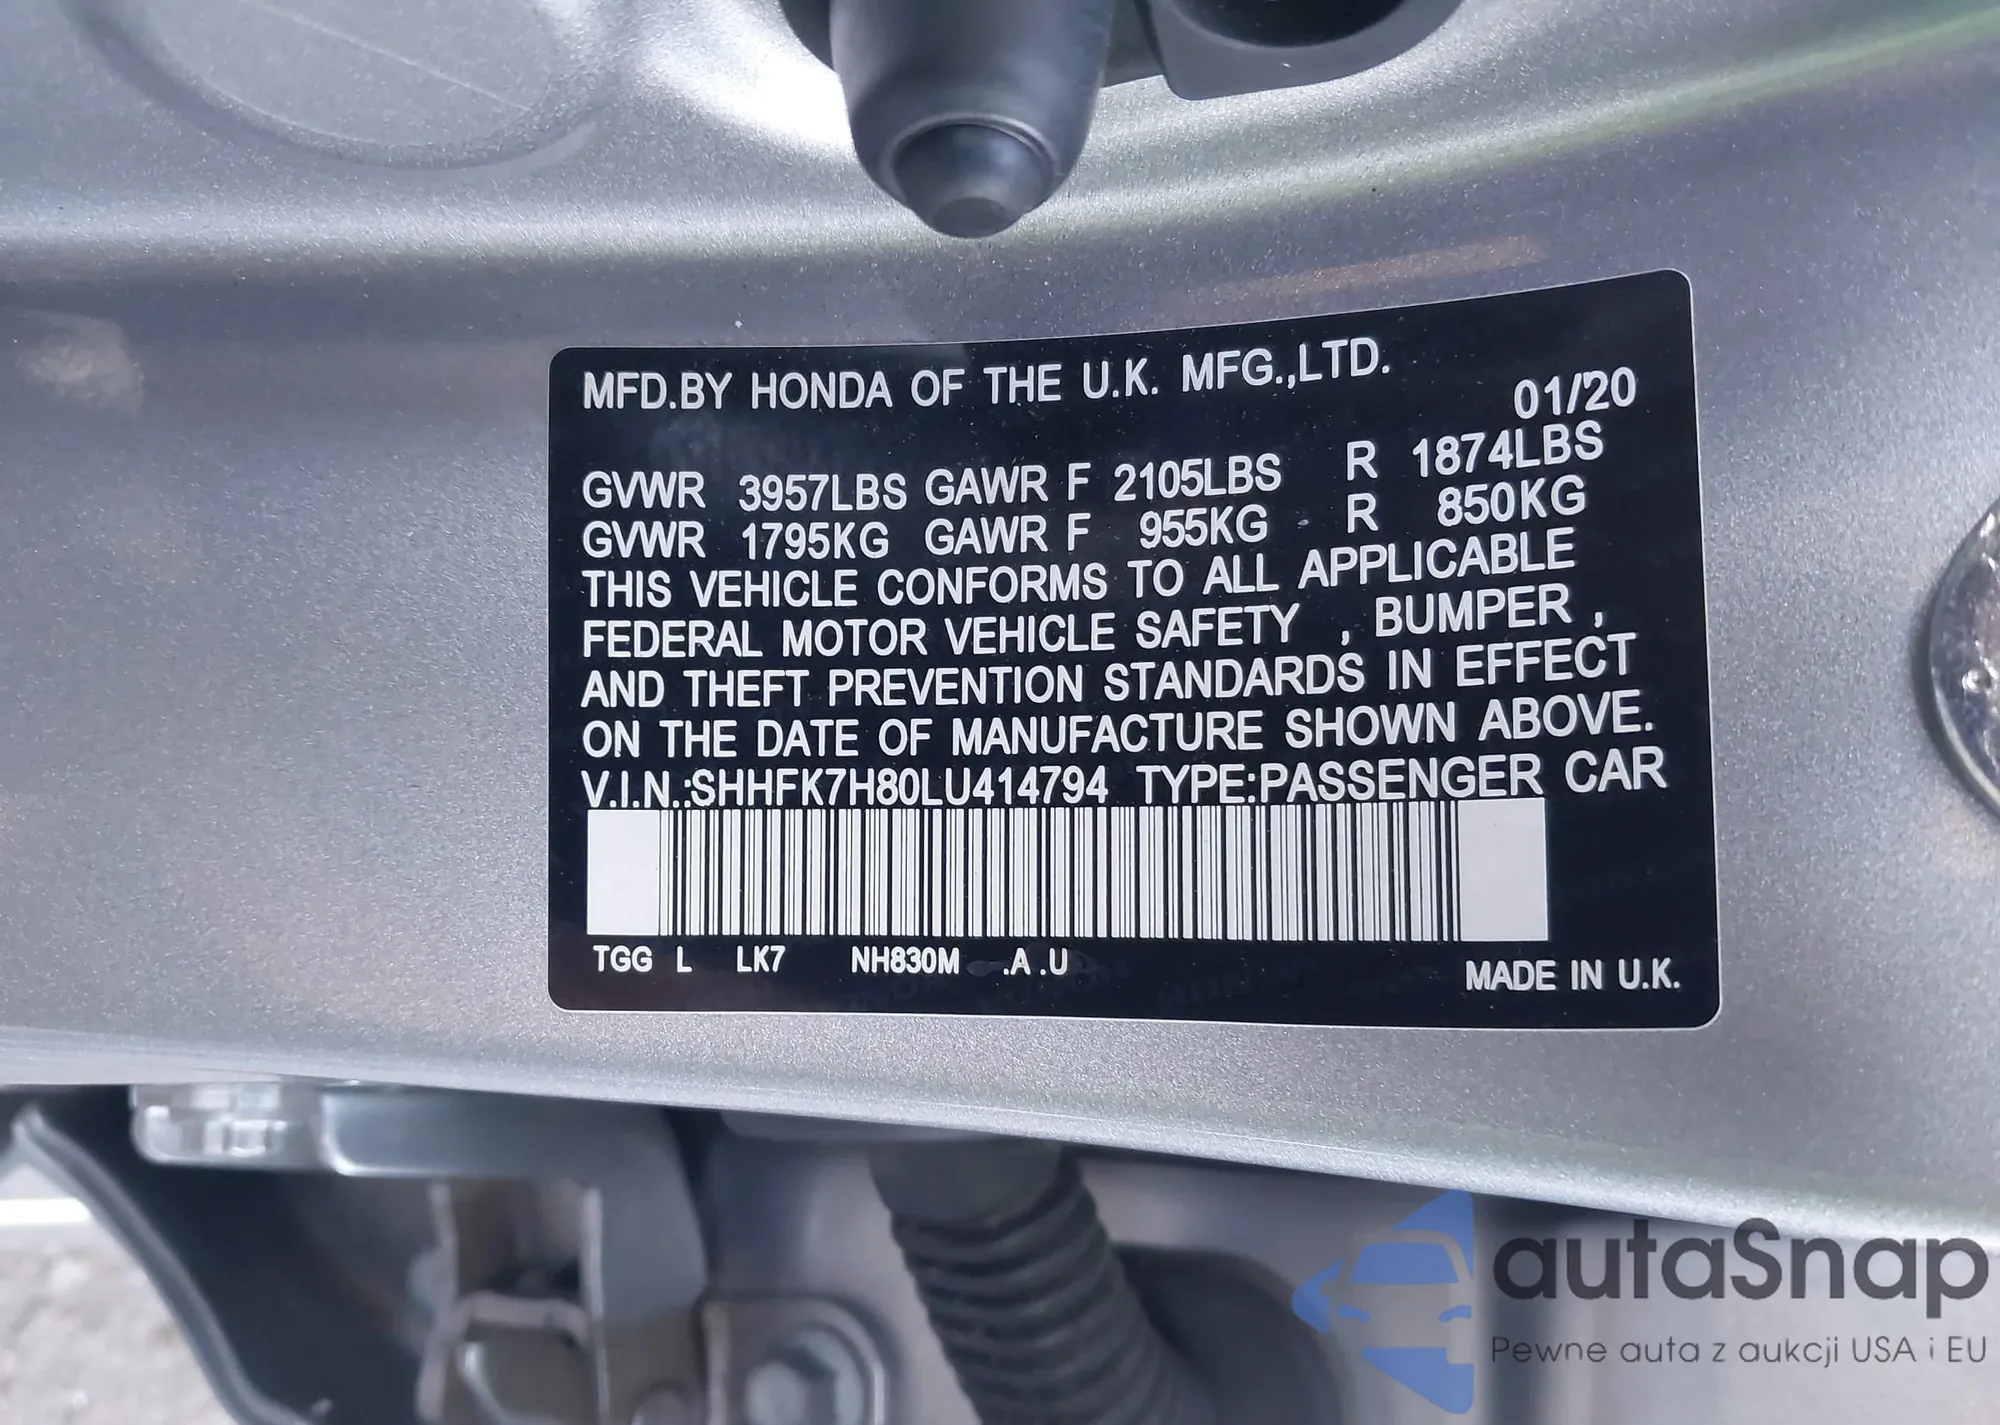 MFD.BY HONDA OF THE U.K. MFG.,LTD.
01/20
GVWR 3957LBS GAWR F 2105LBS R 1874LBS
GVWR 1795KG GAWR F 955KG R 850KG
THIS VEHICLE CONFORMS TO ALL APPLICABLE
FEDERAL MOTOR VEHICLE SAFETY , BUMPER ,
AND THEFT PREVENTION STANDARDS IN EFFECT
ON THE DATE OF MANUFACTURE SHOWN ABOVE.
V.I.N.:SHHFK7H80LU414794 TYPE:PASSENGER CAR
TGG L LK7 NH830M .A .U
MADE IN U.K.
autaSnap
Pewne auta z aukcji USA i EU